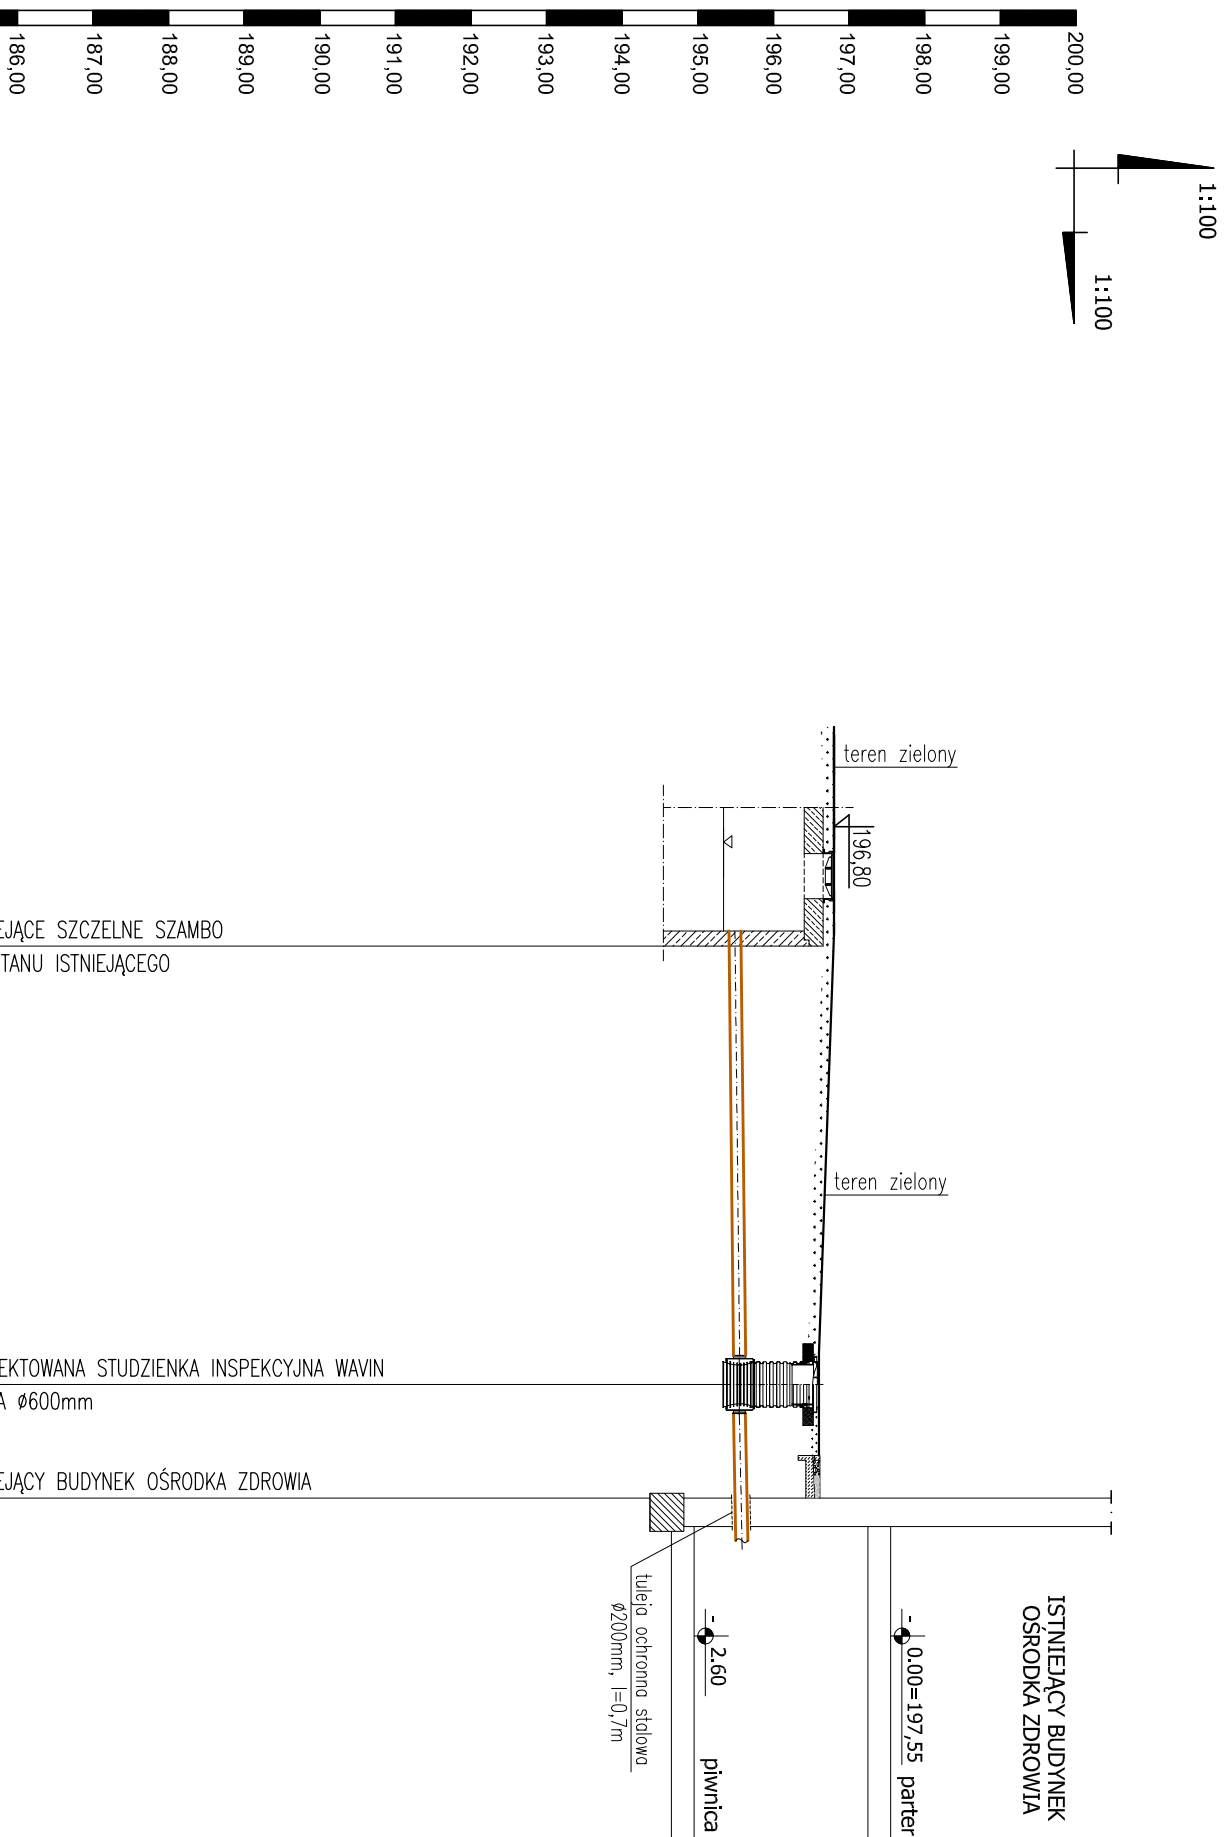 200,00
199,00
198,00
197,00
196,00
195,00
194,00
193,00
192,00
191,00
190,00
189,00
188,00
187,00
186,00
1:100
1:100
teren zielony
196,80
teren zielony
EJĄCE SZCZELNE SZAMBO
TANU ISTNIEJĄCEGO
EKTOWANA STUDZIENKA INSPEKCYJNA WAVIN
A ø600mm
EJĄCY BUDYNEK OŚRODKA ZDROWIA
ISTNIEJĄCY BUDYNEK
OŚRODKA ZDROWIA
- 0.00=197,55 parter
- 2.60 piwnica
tuleja ochronna stalowa
ø200mm, l=0,7m